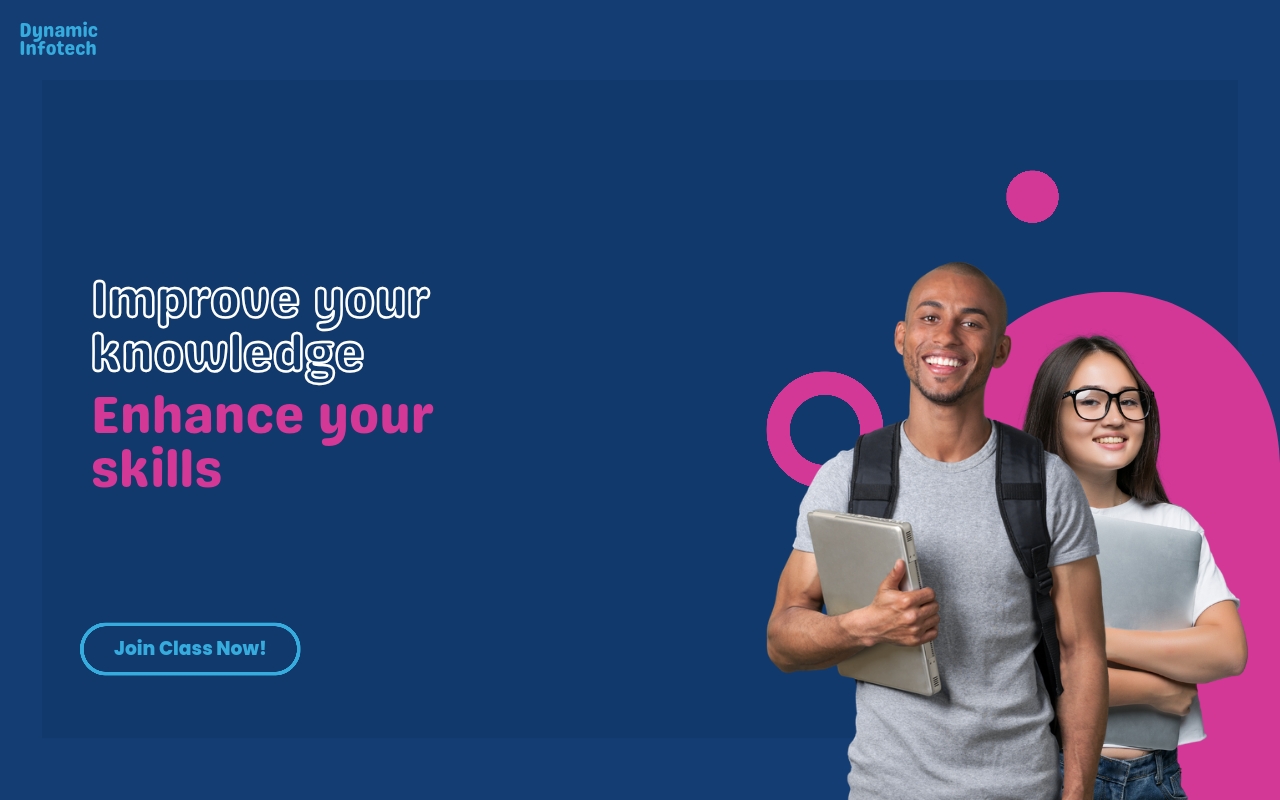 Dynamic
Infotech
Improve your
knowledge
Enhance your
skills
Join Class Now!